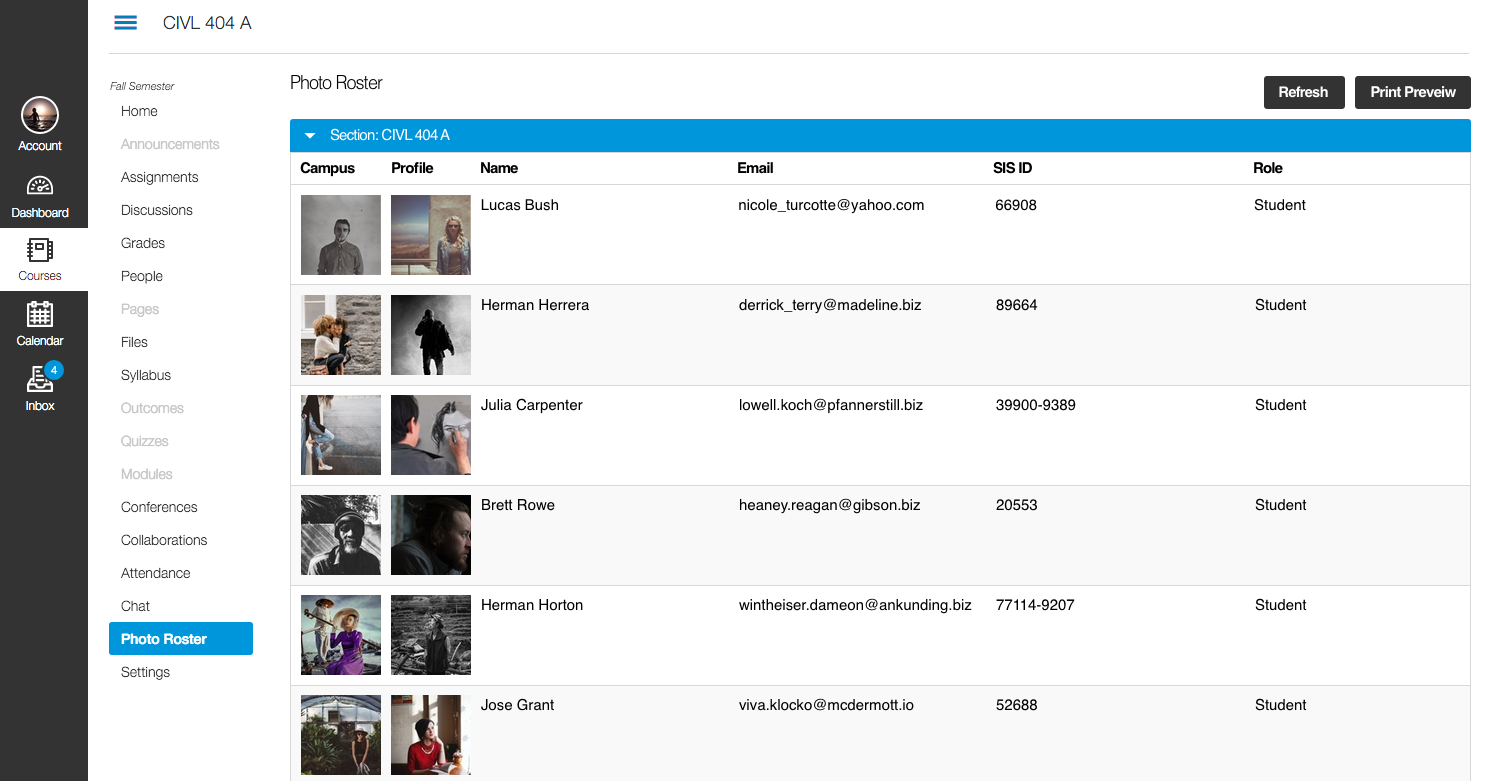 CIVL 404 A
Account
Dashboard
Courses
Calendar
4
Inbox
Fall Semester
Home
Announcements
Assignments
Discussions
Grades
People
Pages
Files
Syllabus
Outcomes
Quizzes
Modules
Conferences
Collaborations
Attendance
Chat
Photo Roster
Settings
Photo Roster
Refresh
Print Preveiw
Section: CIVL 404 A
Campus Profile Name Email SIS ID Role
Lucas Bush nicole_turcotte@yahoo.com 66908 Student
Herman Herrera derrick_terry@madeline.biz 89664 Student
Julia Carpenter lowell.koch@pfannerstill.biz 39900-9389 Student
Brett Rowe heaney.reagan@gibson.biz 20553 Student
Herman Horton wintheiser.dameon@ankunding.biz 77114-9207 Student
Jose Grant viva.klocko@mcdermott.io 52688 Student